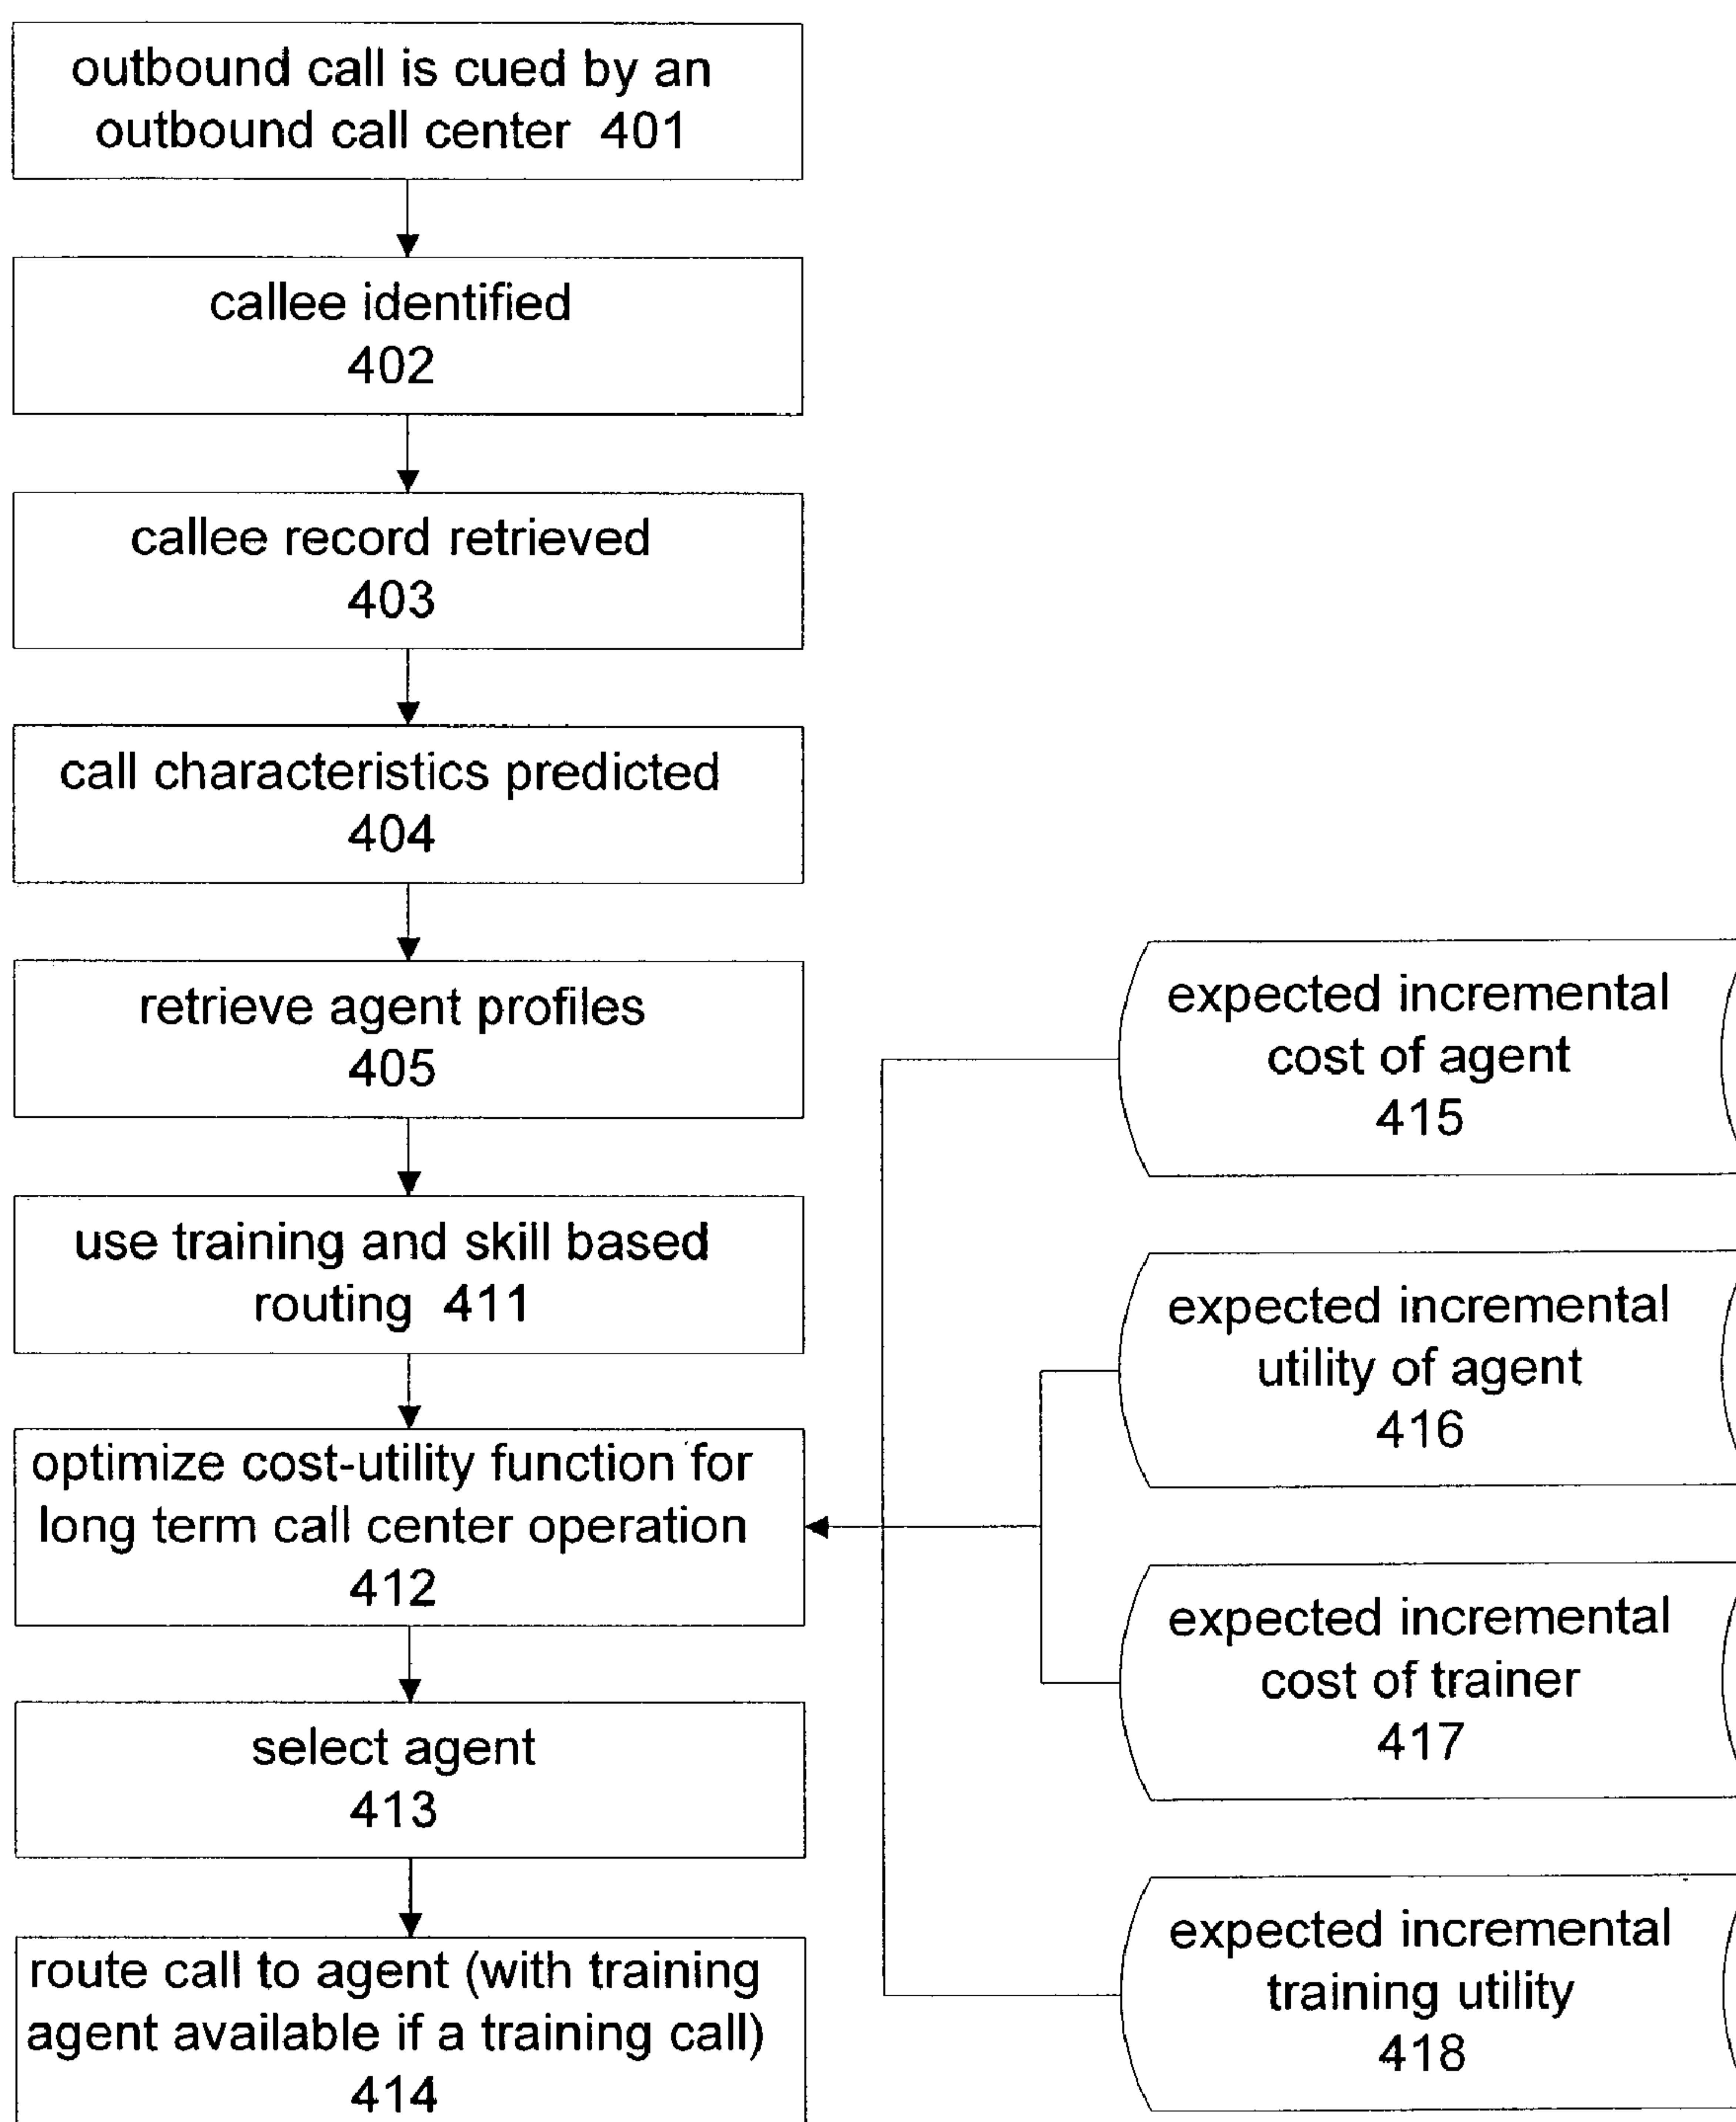 outbound call is cued by an
outbound call center 401
callee identified
402
callee record retrieved
403
call characteristics predicted
404
retrieve agent profiles
405
use training and skill based
routing 411
optimize cost-utility function for
long term call center operation
412
select agent
413
route call to agent (with training
agent available if a training call)
414
expected incremental
cost of agent
415
expected incremental
utility of agent
416
expected incremental
cost of trainer
417
expected incremental
training utility
418